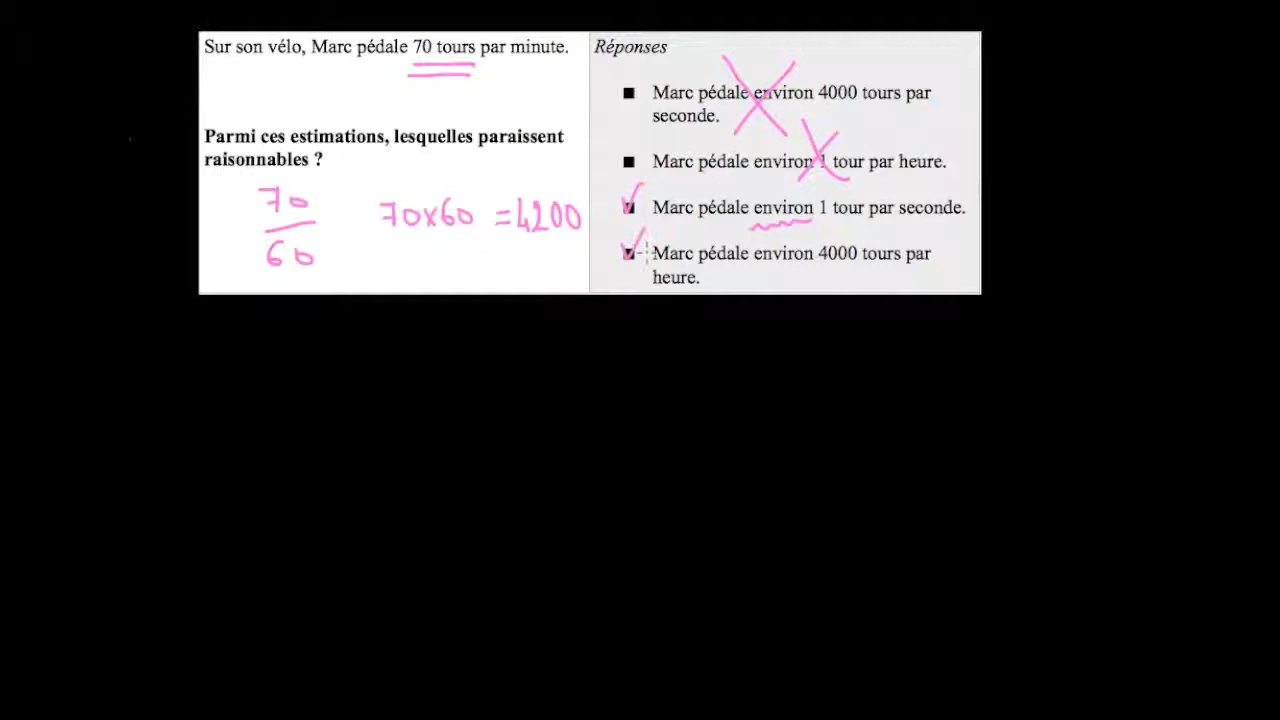 Sur son vélo, Marc pédale 70 tours par minute.
Parmi ces estimations, lesquelles paraissent
raisonnables ?
70
60
70x60 = 4200
Réponses
■ Marc pédale environ 4000 tours par
seconde.
■ Marc pédale environ 1 tour par heure.
■ Marc pédale environ 1 tour par seconde.
■ Marc pédale environ 4000 tours par
heure.